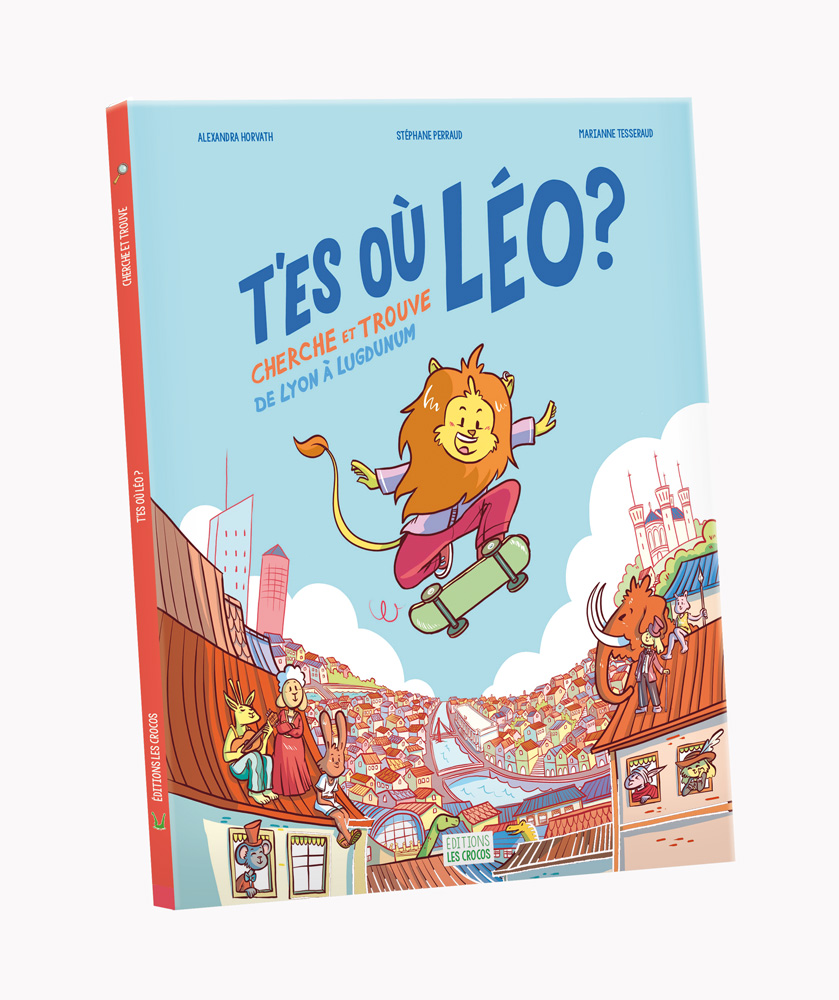 ALEXANDRA HORVATH
STÉPHANE PERRAUD
MARIANNE TESSERAUD
T'ES OÙ LÉO?
CHERCHE ET TROUVE
DE LYON À LUGDUNUM
ÉDITIONS
LES CROCOS
CHERCHE ET TROUVE
T'ES OÙ LÉO ?
ÉDITIONS LES CROCOS